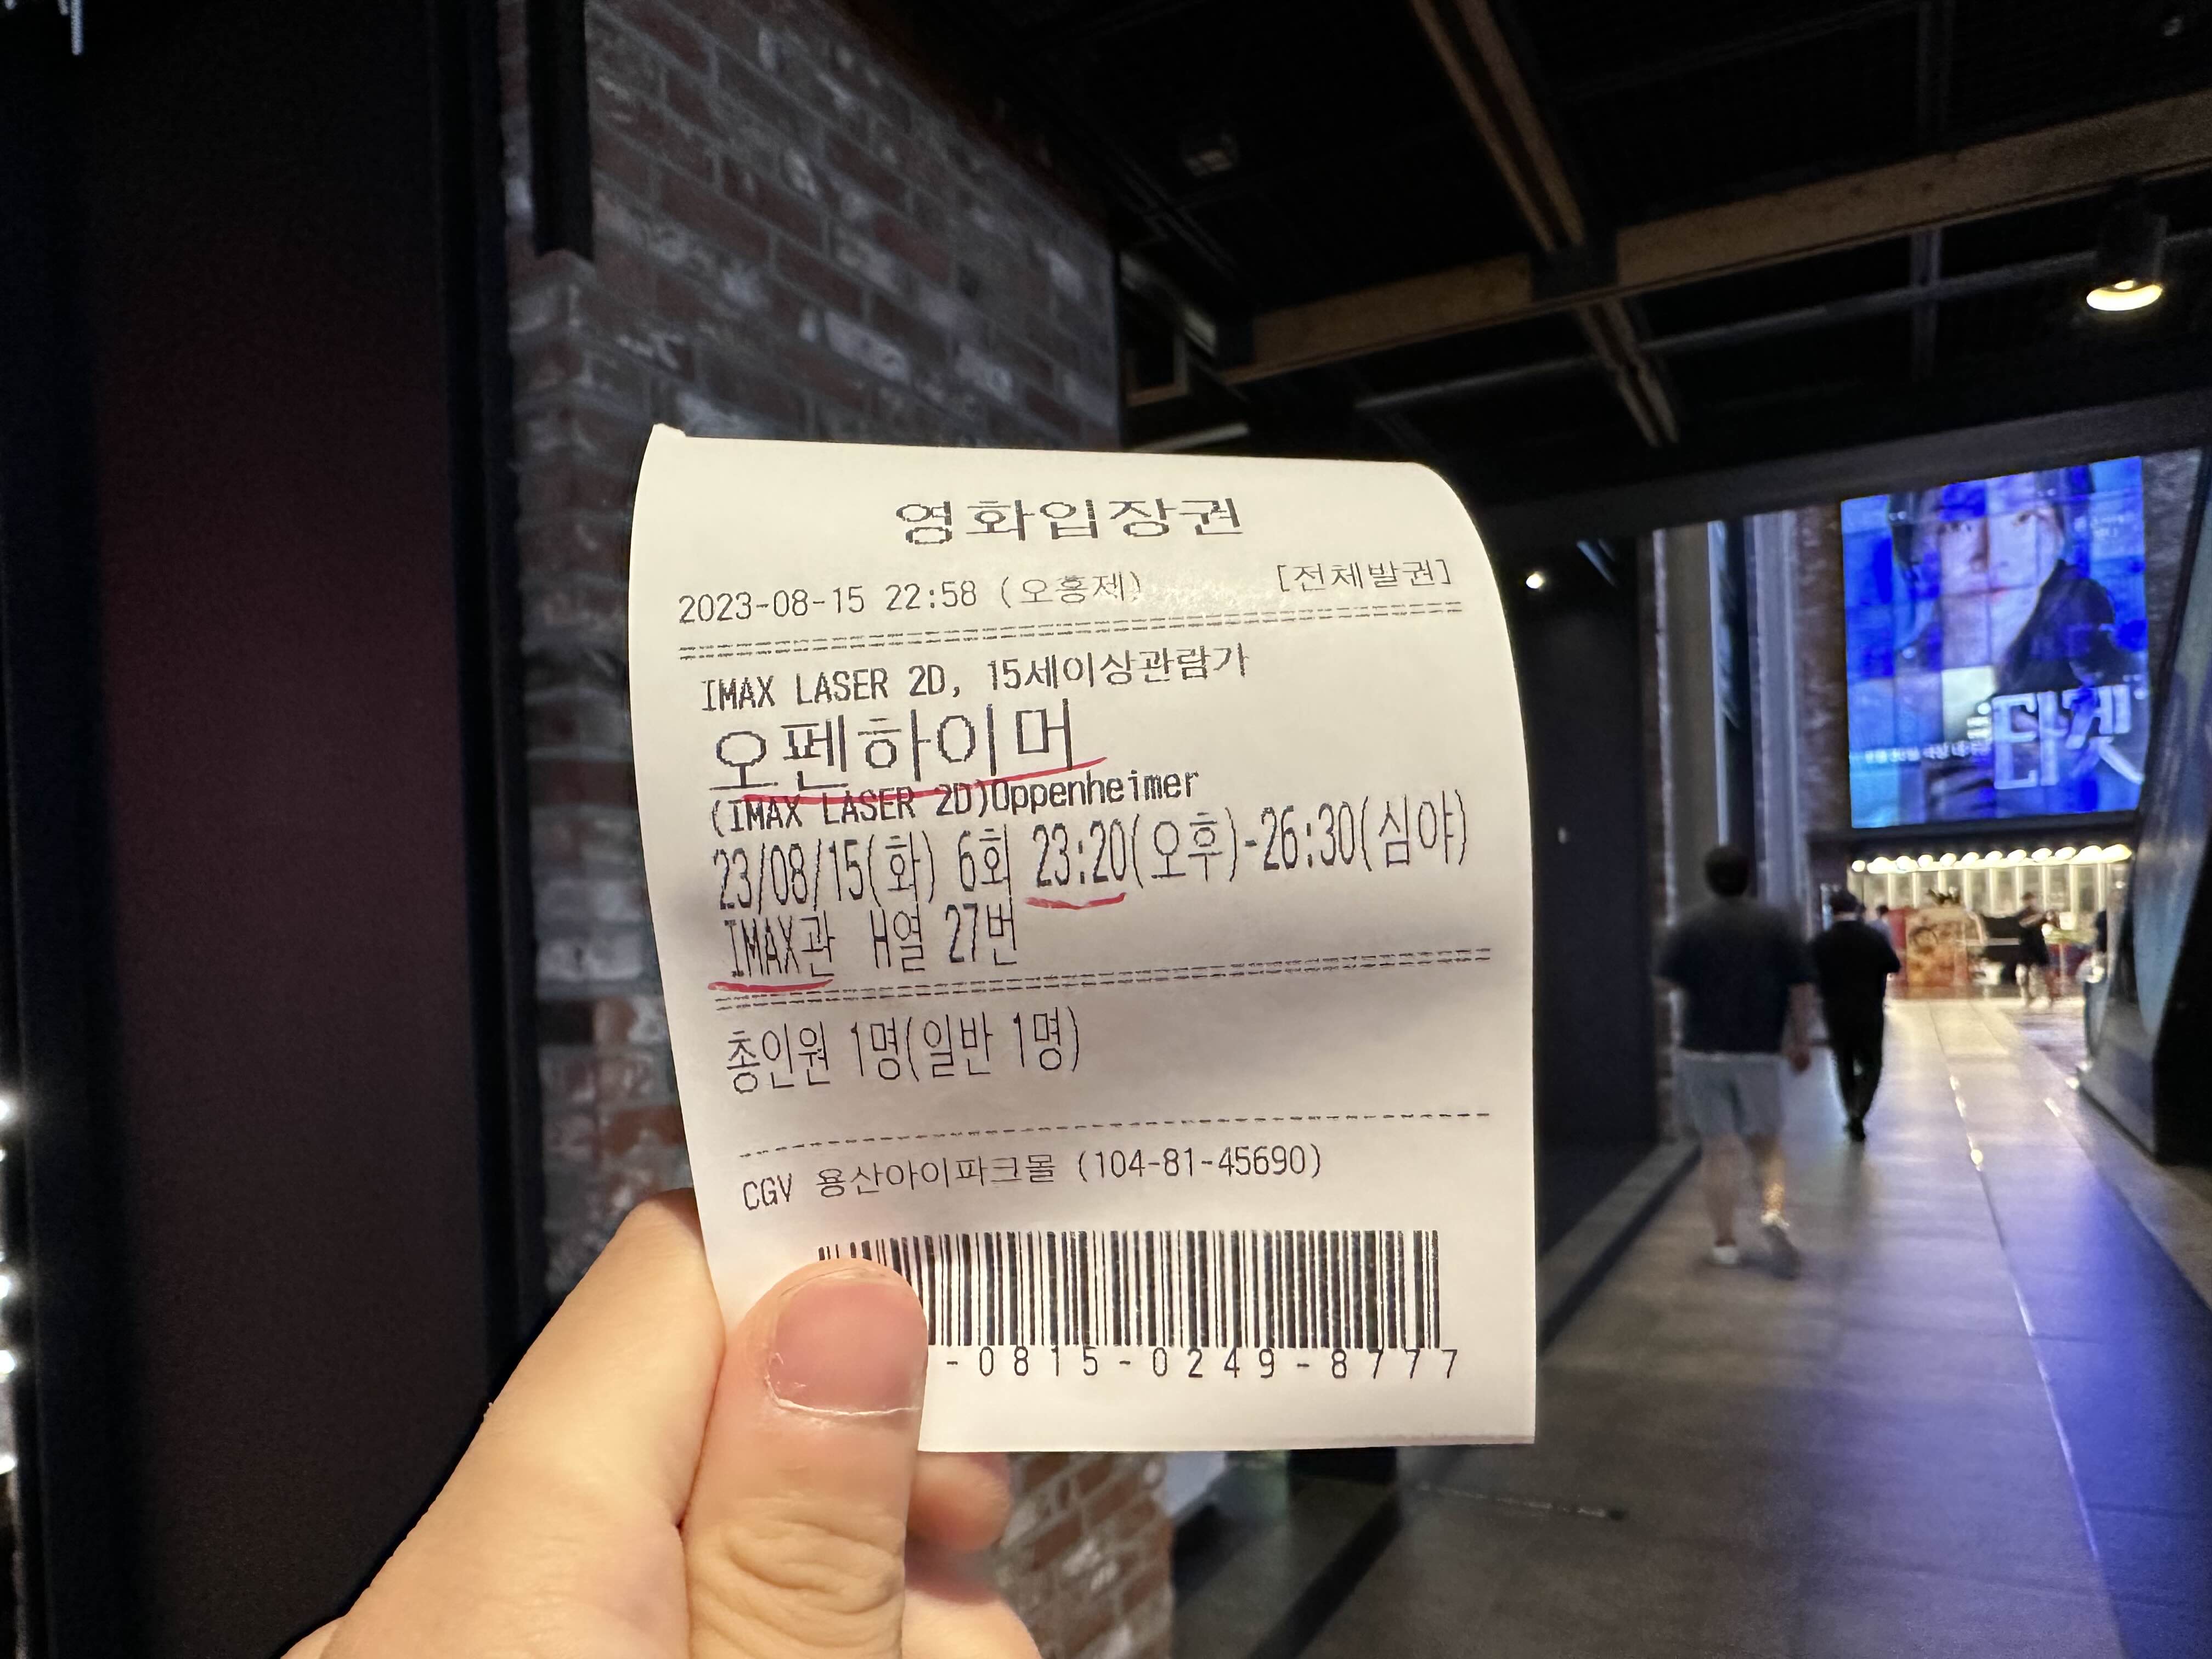 영화입장권
2023-08-15 22:58 (오홍제) [전체발권]
IMAX LASER 2D, 15세이상관람가
오펜하이머
(IMAX LASER 2D)Oppenheimer
23/08/15(화) 6회 23:20(오후)-26:30(심야)
IMAX관 H열 27번
총인원 1명(일반 1명)
CGV 용산아이파크몰 (104-81-45690)
-0815-0249-8777
타겟